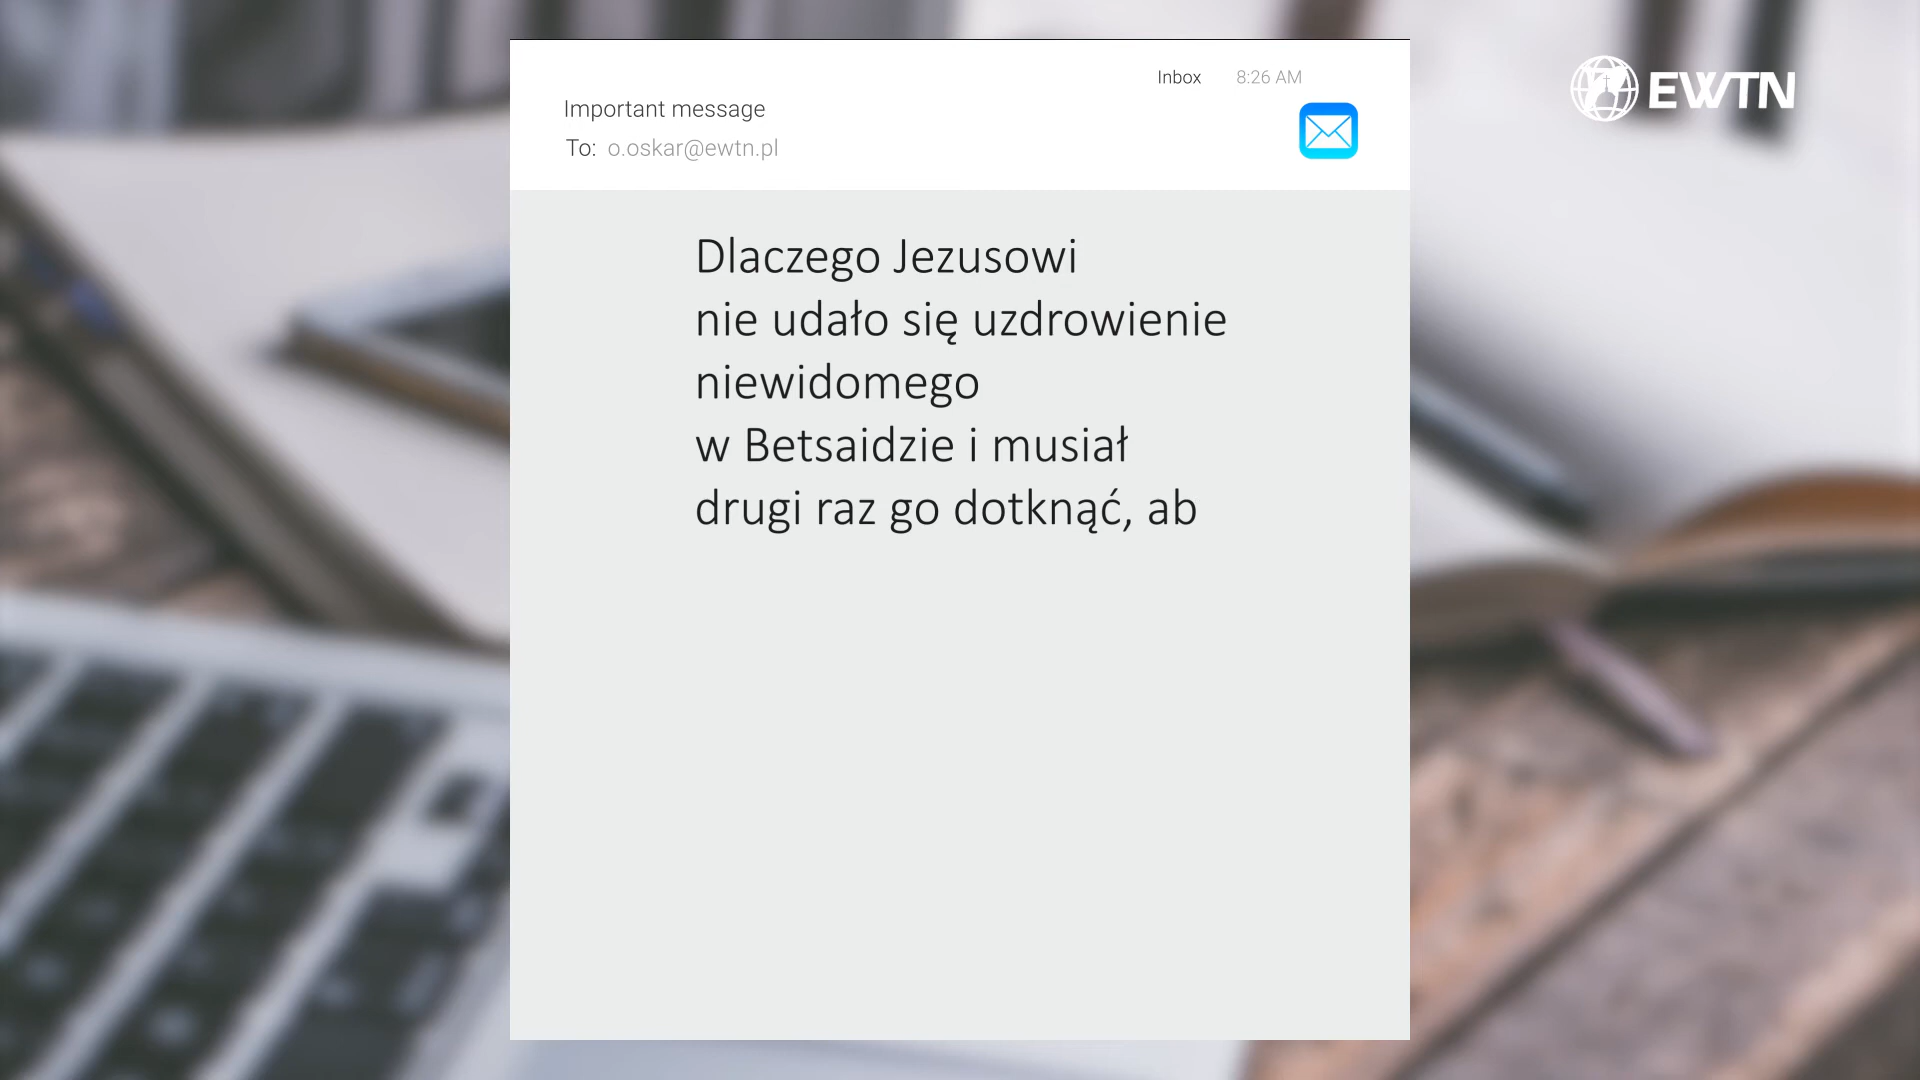 Inbox 8:26 AM
EWTN
Important message
To: o.oskar@ewtn.pl
Dlaczego Jezusowi
nie udało się uzdrowienie
niewidomego
w Betsaidzie i musiał
drugi raz go dotknąć, ab